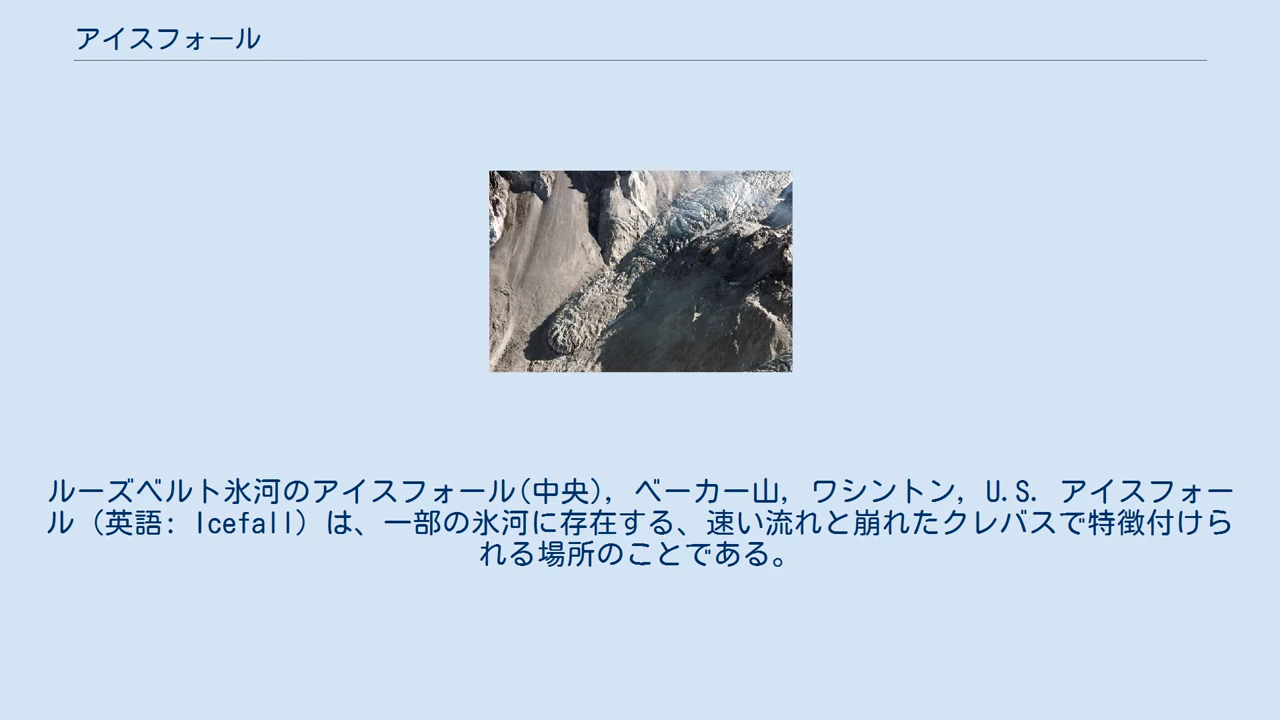 アイスフォール
ルーズベルト氷河のアイスフォール(中央), ベーカー山, ワシントン, U.S. アイスフォー
ル（英語: Icefall）は、一部の氷河に存在する、速い流れと崩れたクレバスで特徴付けら
れる場所のことである。